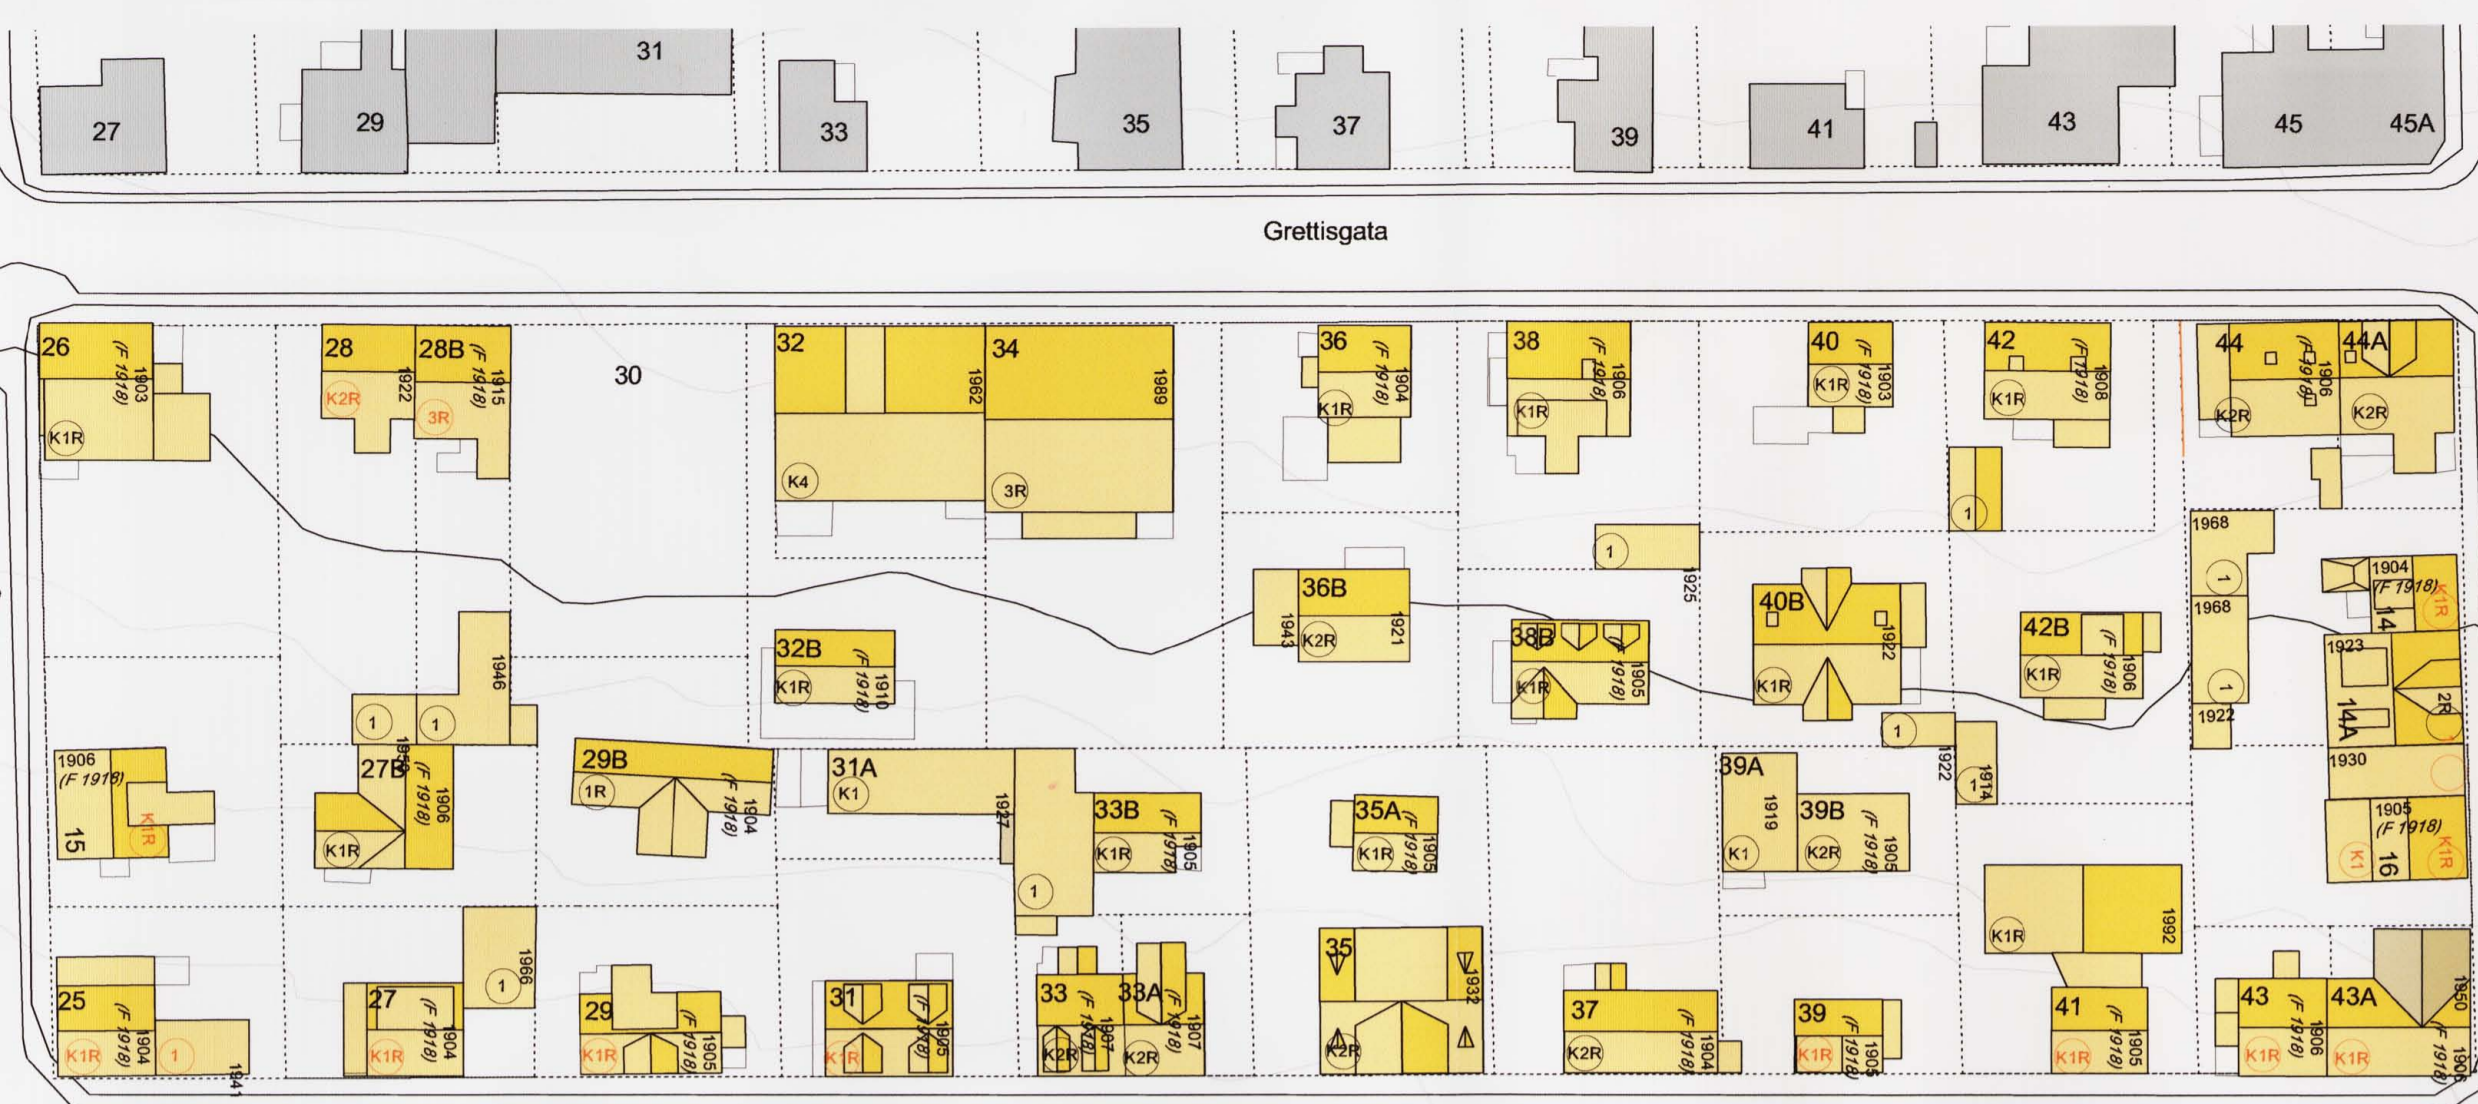 27
29
31
33
35
37
39
41
43
45
45A
Grettisgata
26
(F 1918)
1903
K1R
28
K2R
1922
28B
(F 1918)
1915
3R
30
32
1962
K4
34
1989
3R
36
(F 1918)
1904
K1R
38
(F 1918)
1906
K1R
40
(F 1918)
1903
K1R
42
(F 1918)
1908
K1R
1
44
(F 1918)
1906
K2R
44A
K2R
1968
1
1968
1
1922
1904
(F 1918)
14
K1R
1923
14A
2R
1930
1905
(F 1918)
16
K1
K1R
1946
1
1
32B
(F 1918)
1910
K1R
1943
36B
K2R
1921
1
1925
38B
(F 1918)
1905
K1R
40B
1922
K1R
42B
(F 1918)
1906
K1R
1
1922
1914
1
1906
(F 1918)
15
K1R
27B
(F 1918)
1906
K1R
29B
1R
(F 1918)
1904
31A
K1
1927
1
33B
(F 1918)
1905
K1R
35A
(F 1918)
1905
K1R
39A
1919
K1
39B
(F 1918)
1905
K2R
K1R
1992
25
(F 1918)
1904
K1R
1
1941
27
(F 1918)
1904
K1R
1966
1
29
(F 1918)
1905
K1R
31
(F 1918)
1905
K1R
33
(F 1918)
1907
K2R
33A
(F 1918)
1907
K2R
35
1932
K2R
37
(F 1918)
1904
K2R
39
(F 1918)
1905
K1R
41
(F 1918)
1905
K1R
43
(F 1918)
1906
K1R
43A
1950
(F 1918)
1906
K1R